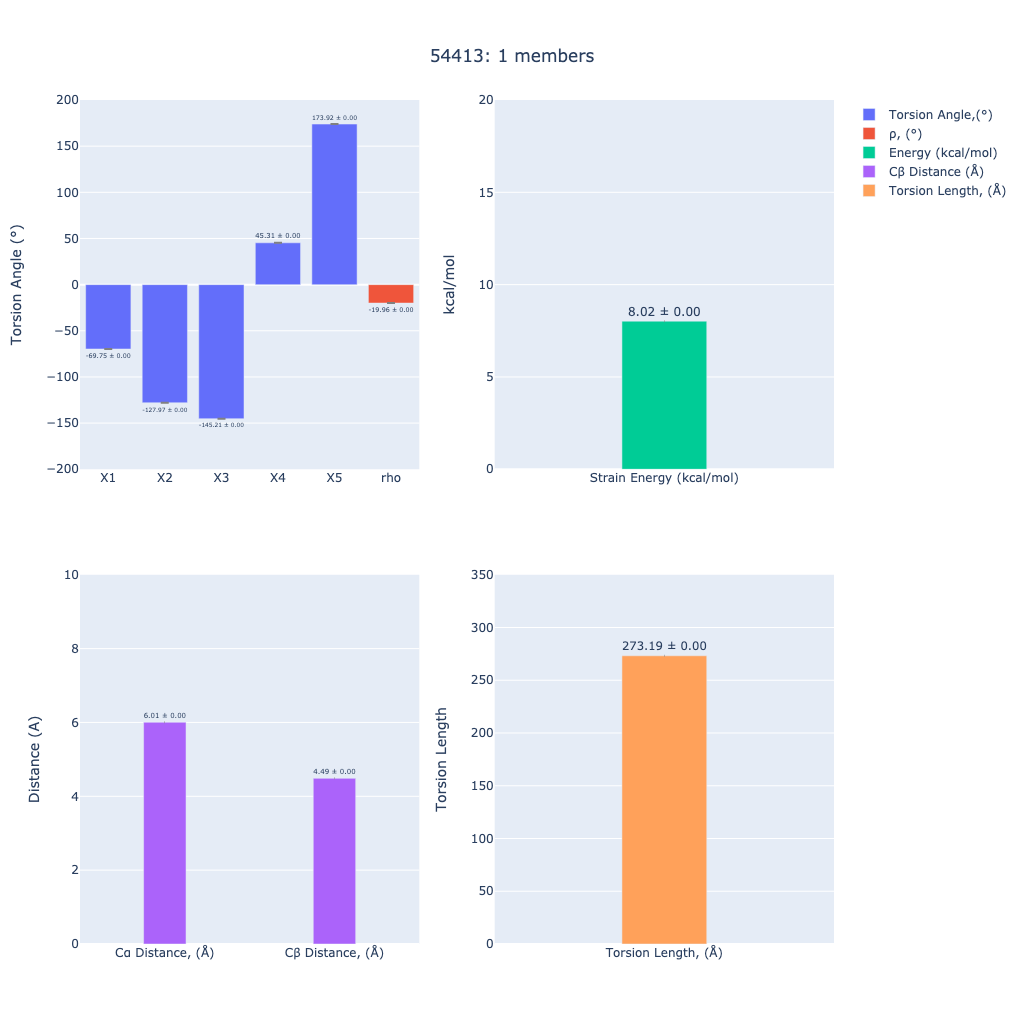 54413: 1 members
Torsion Angle (°)
200
150
100
50
0
−50
−100
−150
−200
-69.75 ± 0.00
-127.97 ± 0.00
-145.21 ± 0.00
45.31 ± 0.00
173.92 ± 0.00
-19.96 ± 0.00
X1 X2 X3 X4 X5 rho
kcal/mol
20
15
10
5
0
8.02 ± 0.00
Strain Energy (kcal/mol)
Torsion Angle,(°)
ρ, (°)
Energy (kcal/mol)
Cβ Distance (Å)
Torsion Length, (Å)
Distance (A)
10
8
6
4
2
0
6.01 ± 0.00
4.49 ± 0.00
Cα Distance, (Å) Cβ Distance, (Å)
Torsion Length
350
300
250
200
150
100
50
0
273.19 ± 0.00
Torsion Length, (Å)